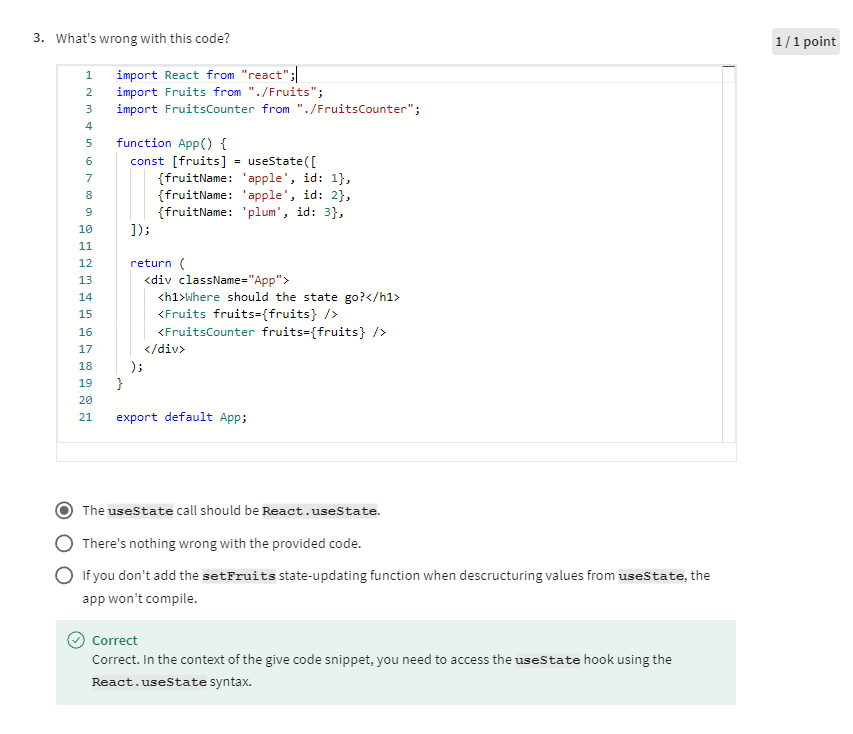 3. What's wrong with this code?
1 / 1 point
1 import React from "react";
2 import Fruits from "./Fruits";
3 import FruitsCounter from "./FruitsCounter";
4
5 function App() {
6   const [fruits] = useState([
7       {fruitName: 'apple', id: 1},
8       {fruitName: 'apple', id: 2},
9       {fruitName: 'plum', id: 3},
10   ]);
11
12   return (
13     <div className="App">
14       <h1>Where should the state go?</h1>
15       <Fruits fruits={fruits} />
16       <FruitsCounter fruits={fruits} />
17     </div>
18   );
19 }
20
21 export default App;
The useState call should be React.useState.
There's nothing wrong with the provided code.
If you don't add the setFruits state-updating function when descructuring values from useState, the
app won't compile.
Correct
Correct. In the context of the give code snippet, you need to access the useState hook using the
React.useState syntax.